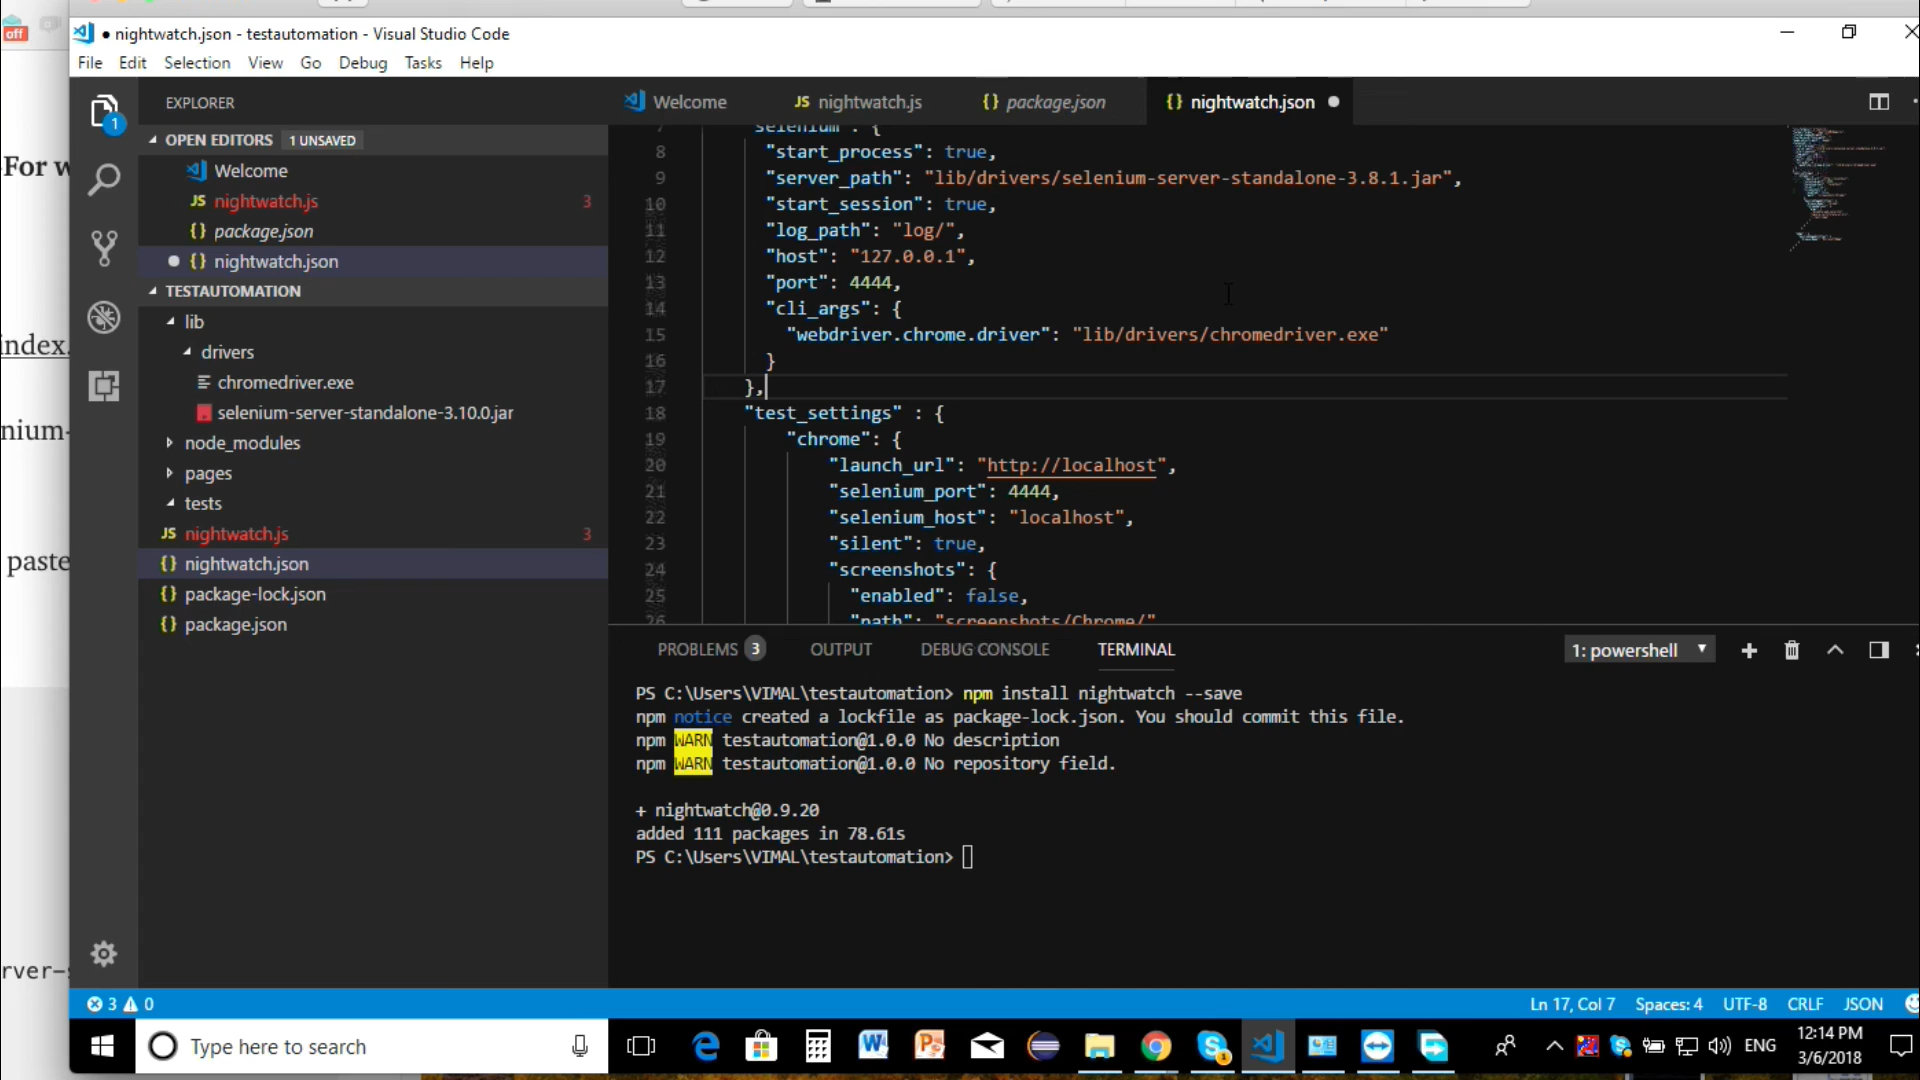 off
● nightwatch.json - testautomation - Visual Studio Code
File Edit Selection View Go Debug Tasks Help
-For w
index.
nium-
paste
rver-s
1
EXPLORER
OPEN EDITORS 1 UNSAVED
Welcome
JS nightwatch.js 3
{} package.json
● {} nightwatch.json
TESTAUTOMATION
lib
drivers
chromedriver.exe
selenium-server-standalone-3.10.0.jar
node_modules
pages
tests
JS nightwatch.js 3
{} nightwatch.json
{} package-lock.json
{} package.json
Welcome JS nightwatch.js {} package.json {} nightwatch.json ●
7 "selenium" : {
8 "start_process": true,
9 "server_path": "lib/drivers/selenium-server-standalone-3.8.1.jar",
10 "start_session": true,
11 "log_path": "log/",
12 "host": "127.0.0.1",
13 "port": 4444,
14 "cli_args": {
15 "webdriver.chrome.driver": "lib/drivers/chromedriver.exe"
16 }
17 },
18 "test_settings" : {
19 "chrome": {
20 "launch_url": "http://localhost",
21 "selenium_port": 4444,
22 "selenium_host": "localhost",
23 "silent": true,
24 "screenshots": {
25 "enabled": false,
26 "path": "screenshots/Chrome/"
PROBLEMS 3 OUTPUT DEBUG CONSOLE TERMINAL 1: powershell
PS C:\Users\VIMAL\testautomation> npm install nightwatch --save
npm notice created a lockfile as package-lock.json. You should commit this file.
npm WARN testautomation@1.0.0 No description
npm WARN testautomation@1.0.0 No repository field.
+ nightwatch@0.9.20
added 111 packages in 78.61s
PS C:\Users\VIMAL\testautomation>
3 0 Ln 17, Col 7 Spaces: 4 UTF-8 CRLF JSON
Type here to search
ENG
12:14 PM
3/6/2018